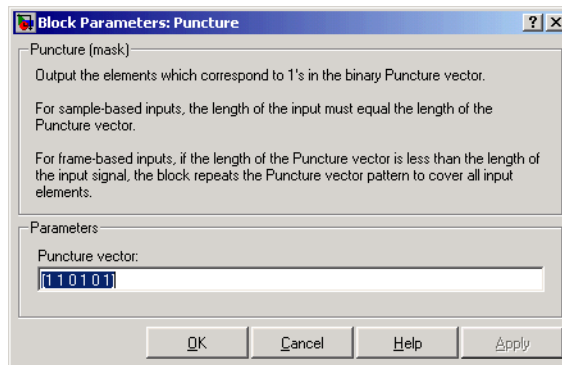 Block Parameters: Puncture
Puncture (mask)
Output the elements which correspond to 1's in the binary Puncture vector.
For sample-based inputs, the length of the input must equal the length of the
Puncture vector.
For frame-based inputs, if the length of the Puncture vector is less than the length of
the input signal, the block repeats the Puncture vector pattern to cover all input
elements.
Parameters
Puncture vector:
[1 1 0 1 0 1]
OK Cancel Help Apply